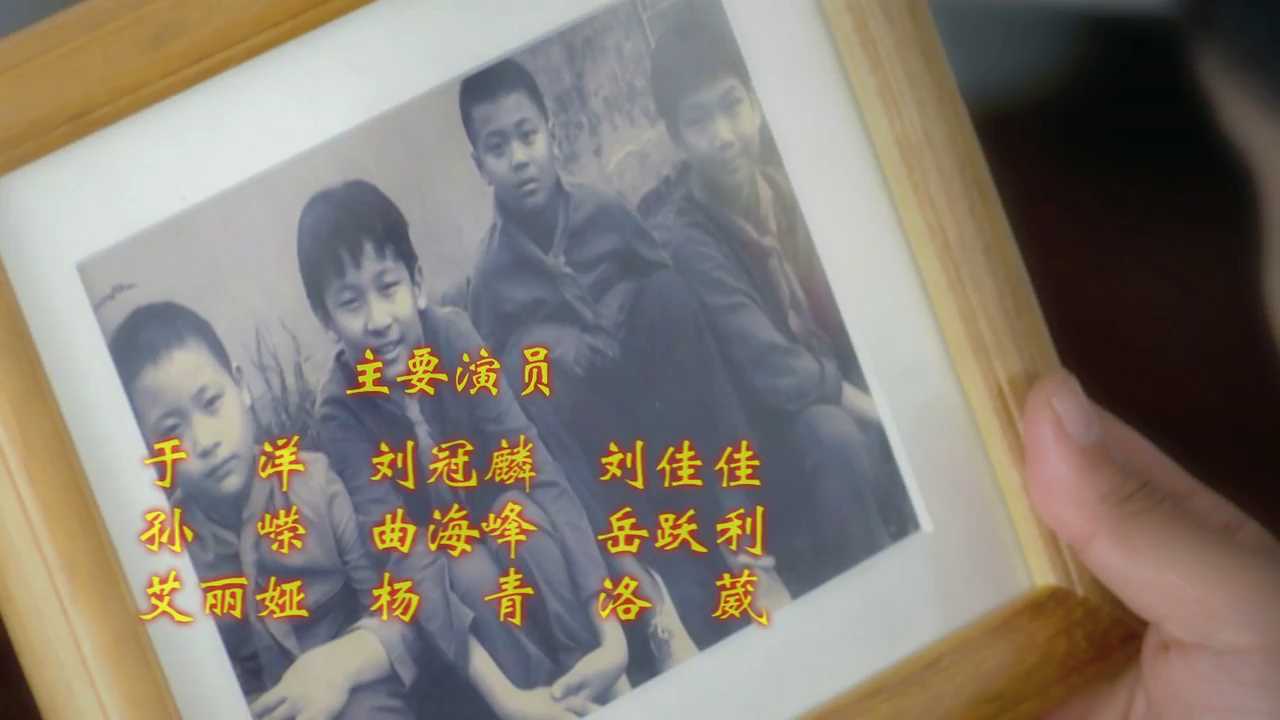 主要演员
于洋 刘冠麟 刘佳佳
孙嵘 曲海峰 岳跃利
艾丽娅 杨青 洛葳